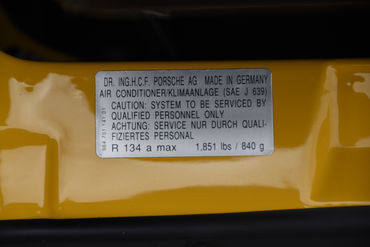 DR. ING.H.C.F. PORSCHE AG MADE IN GERMANY
AIR CONDITIONER/KLIMAANLAGE (SAE J 639)
CAUTION: SYSTEM TO BE SERVICED BY
QUALIFIED PERSONNEL ONLY
ACHTUNG: SERVICE NUR DURCH QUALI-
FIZIERTES PERSONAL
R 134 a max 1.851 lbs / 840 g